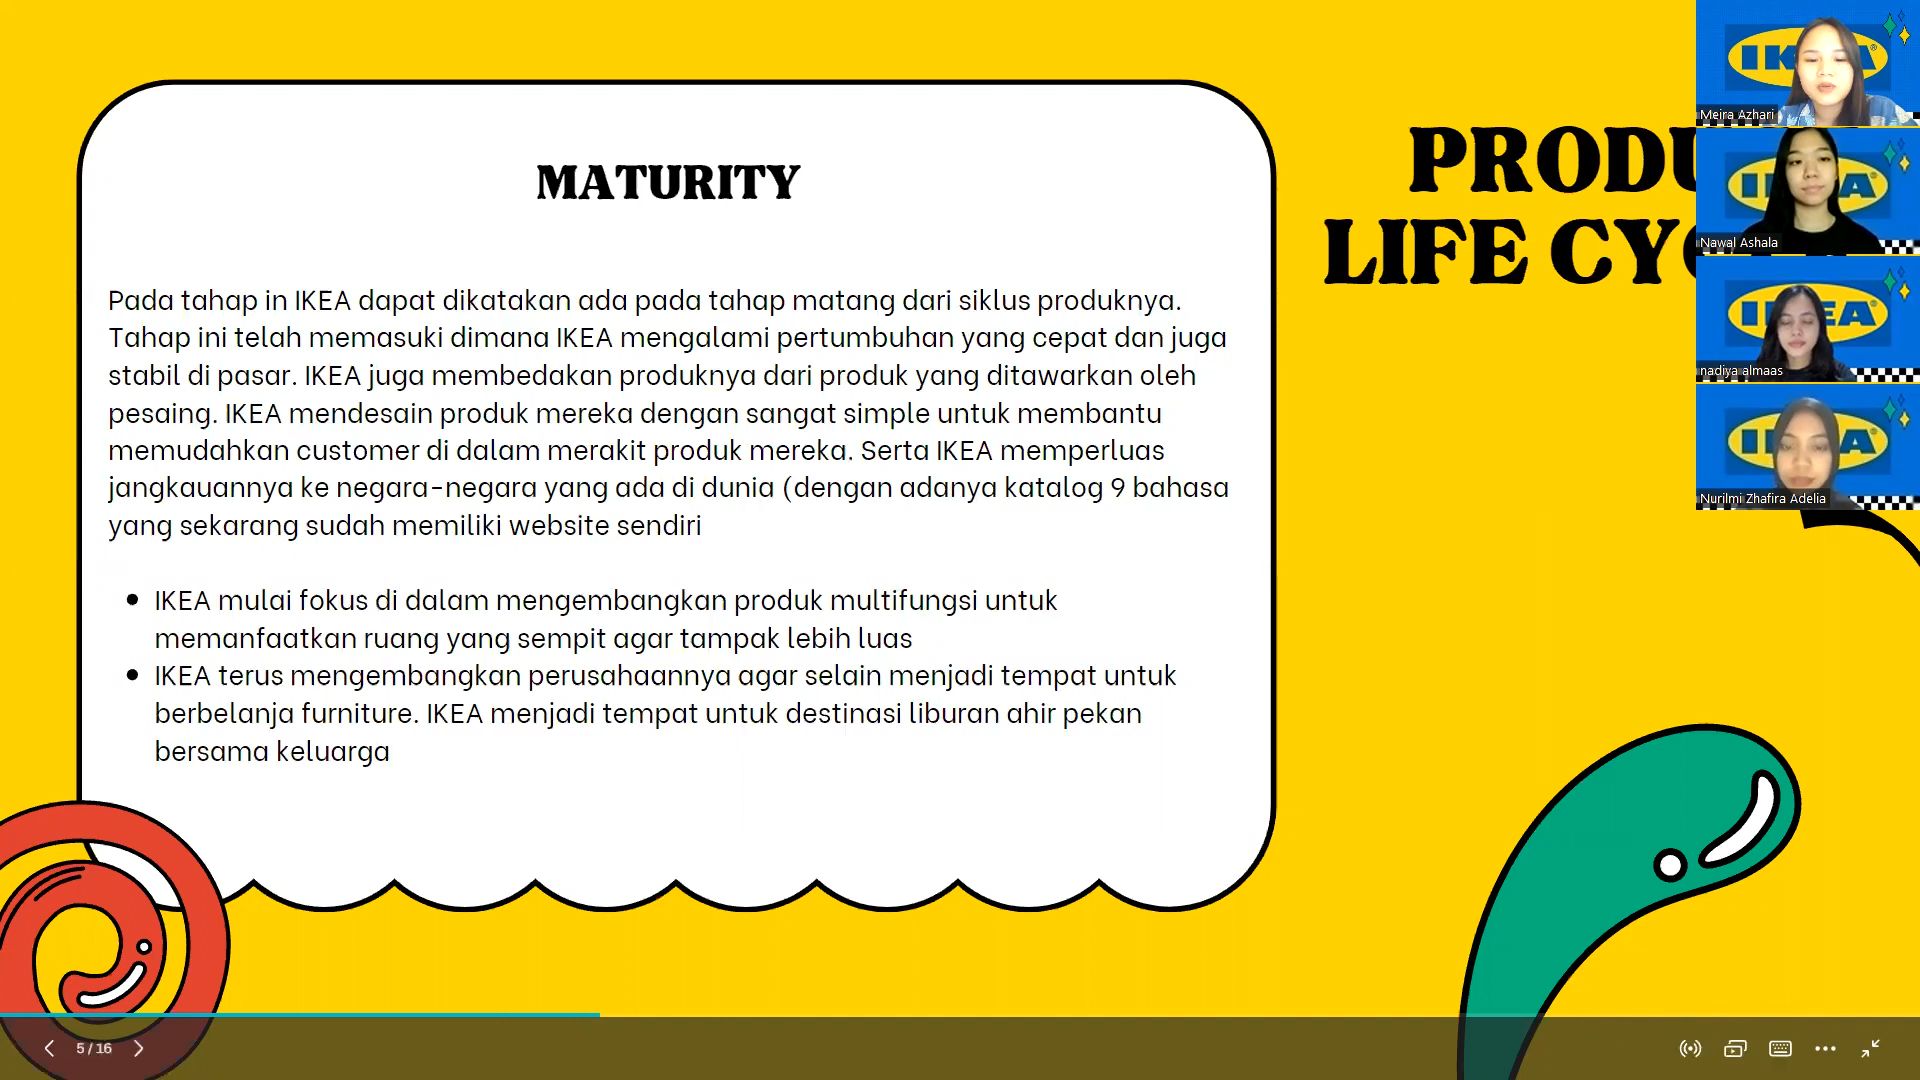 MATURITY
Pada tahap in IKEA dapat dikatakan ada pada tahap matang dari siklus produknya.
Tahap ini telah memasuki dimana IKEA mengalami pertumbuhan yang cepat dan juga
stabil di pasar. IKEA juga membedakan produknya dari produk yang ditawarkan oleh
pesaing. IKEA mendesain produk mereka dengan sangat simple untuk membantu
memudahkan customer di dalam merakit produk mereka. Serta IKEA memperluas
jangkauannya ke negara-negara yang ada di dunia (dengan adanya katalog 9 bahasa
yang sekarang sudah memiliki website sendiri
• IKEA mulai fokus di dalam mengembangkan produk multifungsi untuk
memanfaatkan ruang yang sempit agar tampak lebih luas
• IKEA terus mengembangkan perusahaannya agar selain menjadi tempat untuk
berbelanja furniture. IKEA menjadi tempat untuk destinasi liburan ahir pekan
bersama keluarga
PRODU
LIFE CY
Meira Azhari
Nawal Ashala
nadiya almaas
Nurilmi Zhafira Adelia
5 / 16